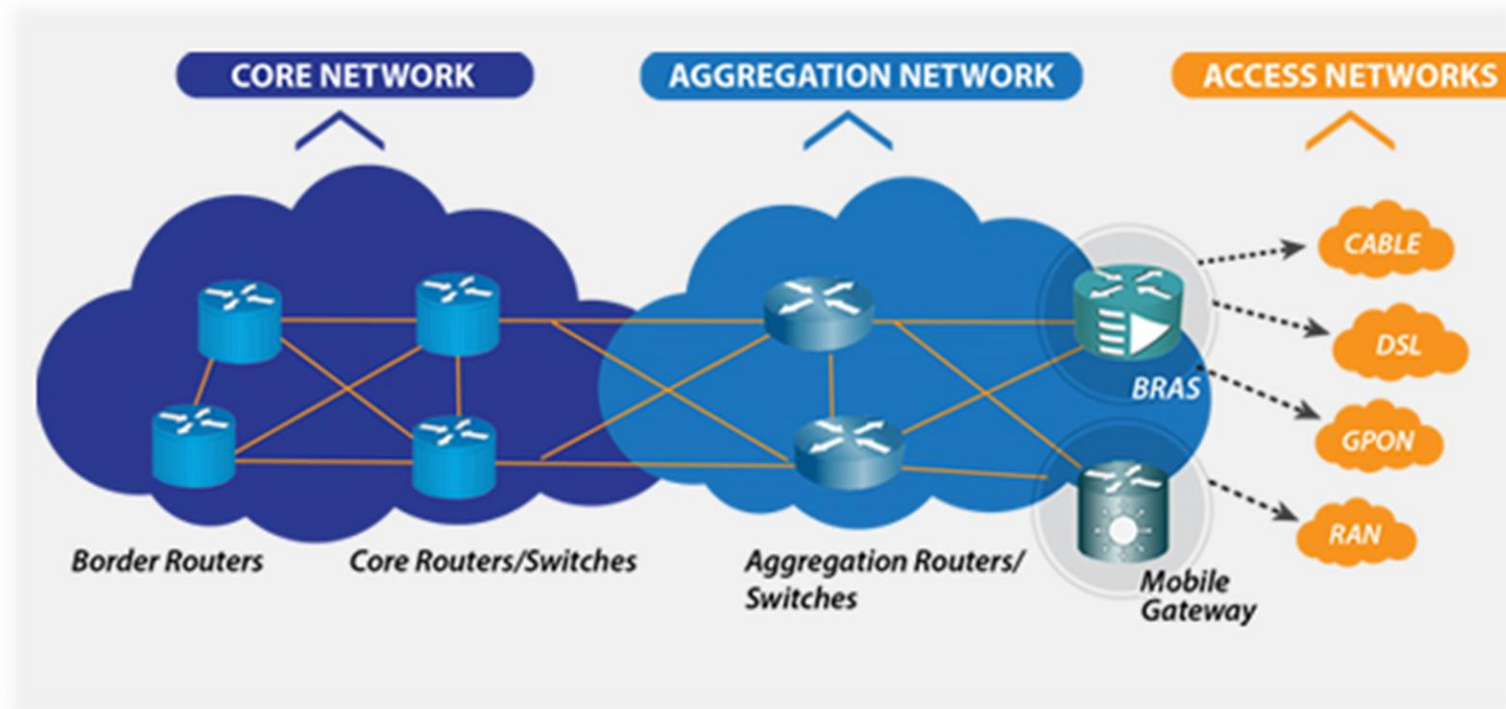 CORE NETWORK
AGGREGATION NETWORK
ACCESS NETWORKS
CABLE
DSL
BRAS
GPON
RAN
Border Routers
Core Routers/Switches
Aggregation Routers/
Switches
Mobile
Gateway